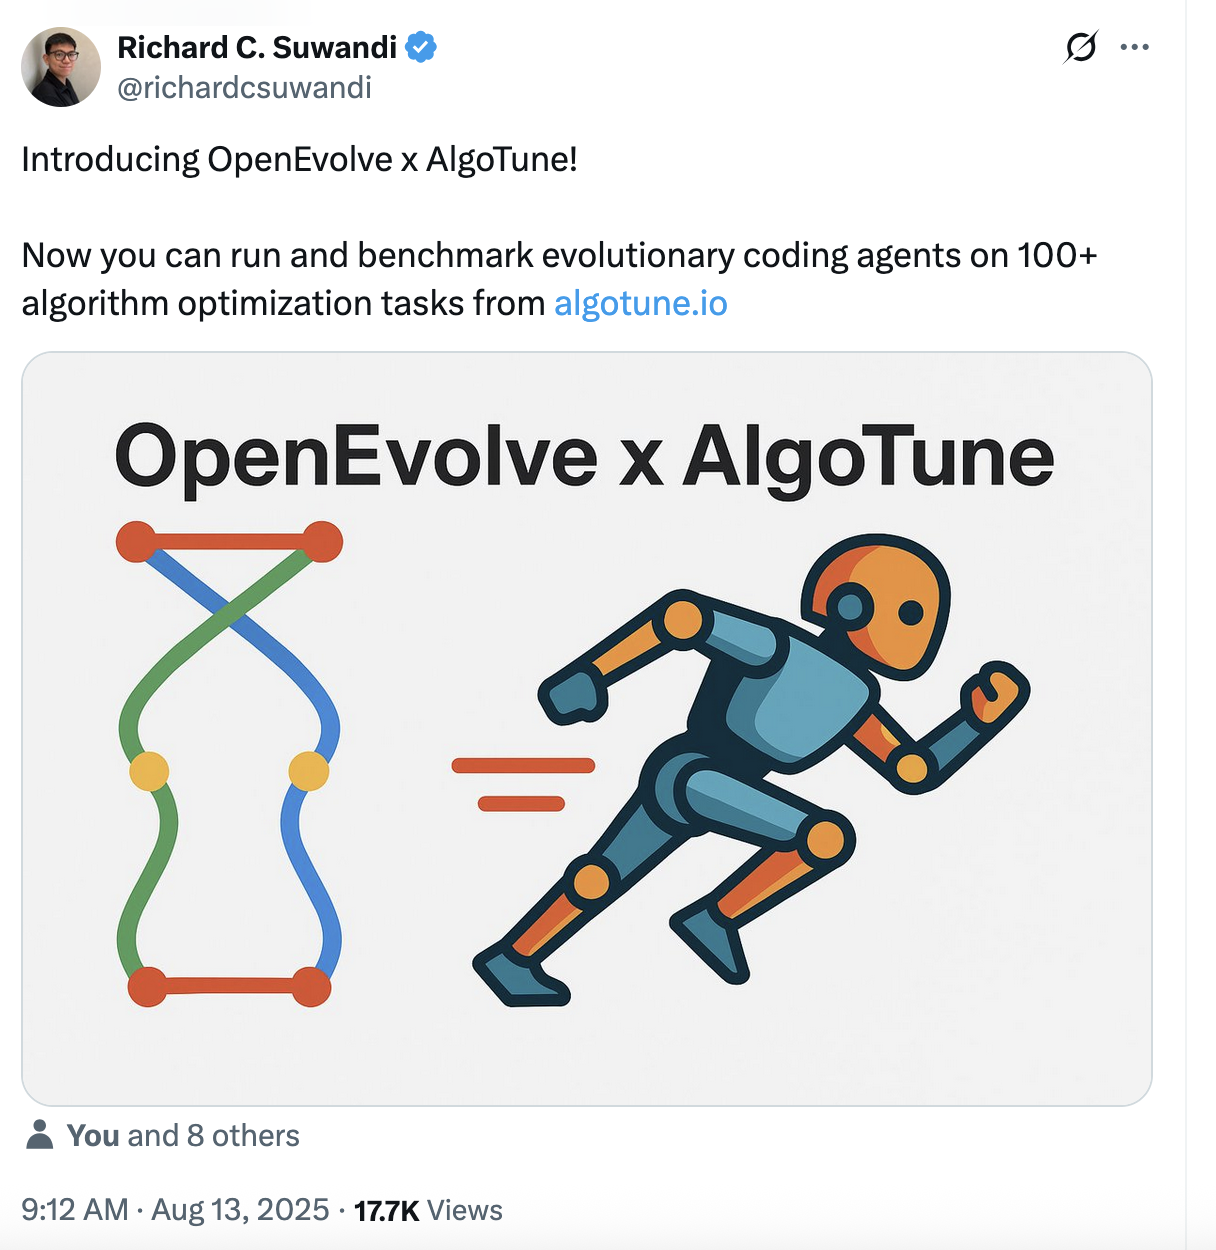 Richard C. Suwandi
@richardcsuwandi
Introducing OpenEvolve x AlgoTune!
Now you can run and benchmark evolutionary coding agents on 100+
algorithm optimization tasks from algotune.io
OpenEvolve x AlgoTune
You and 8 others
9:12 AM · Aug 13, 2025 · 17.7K Views